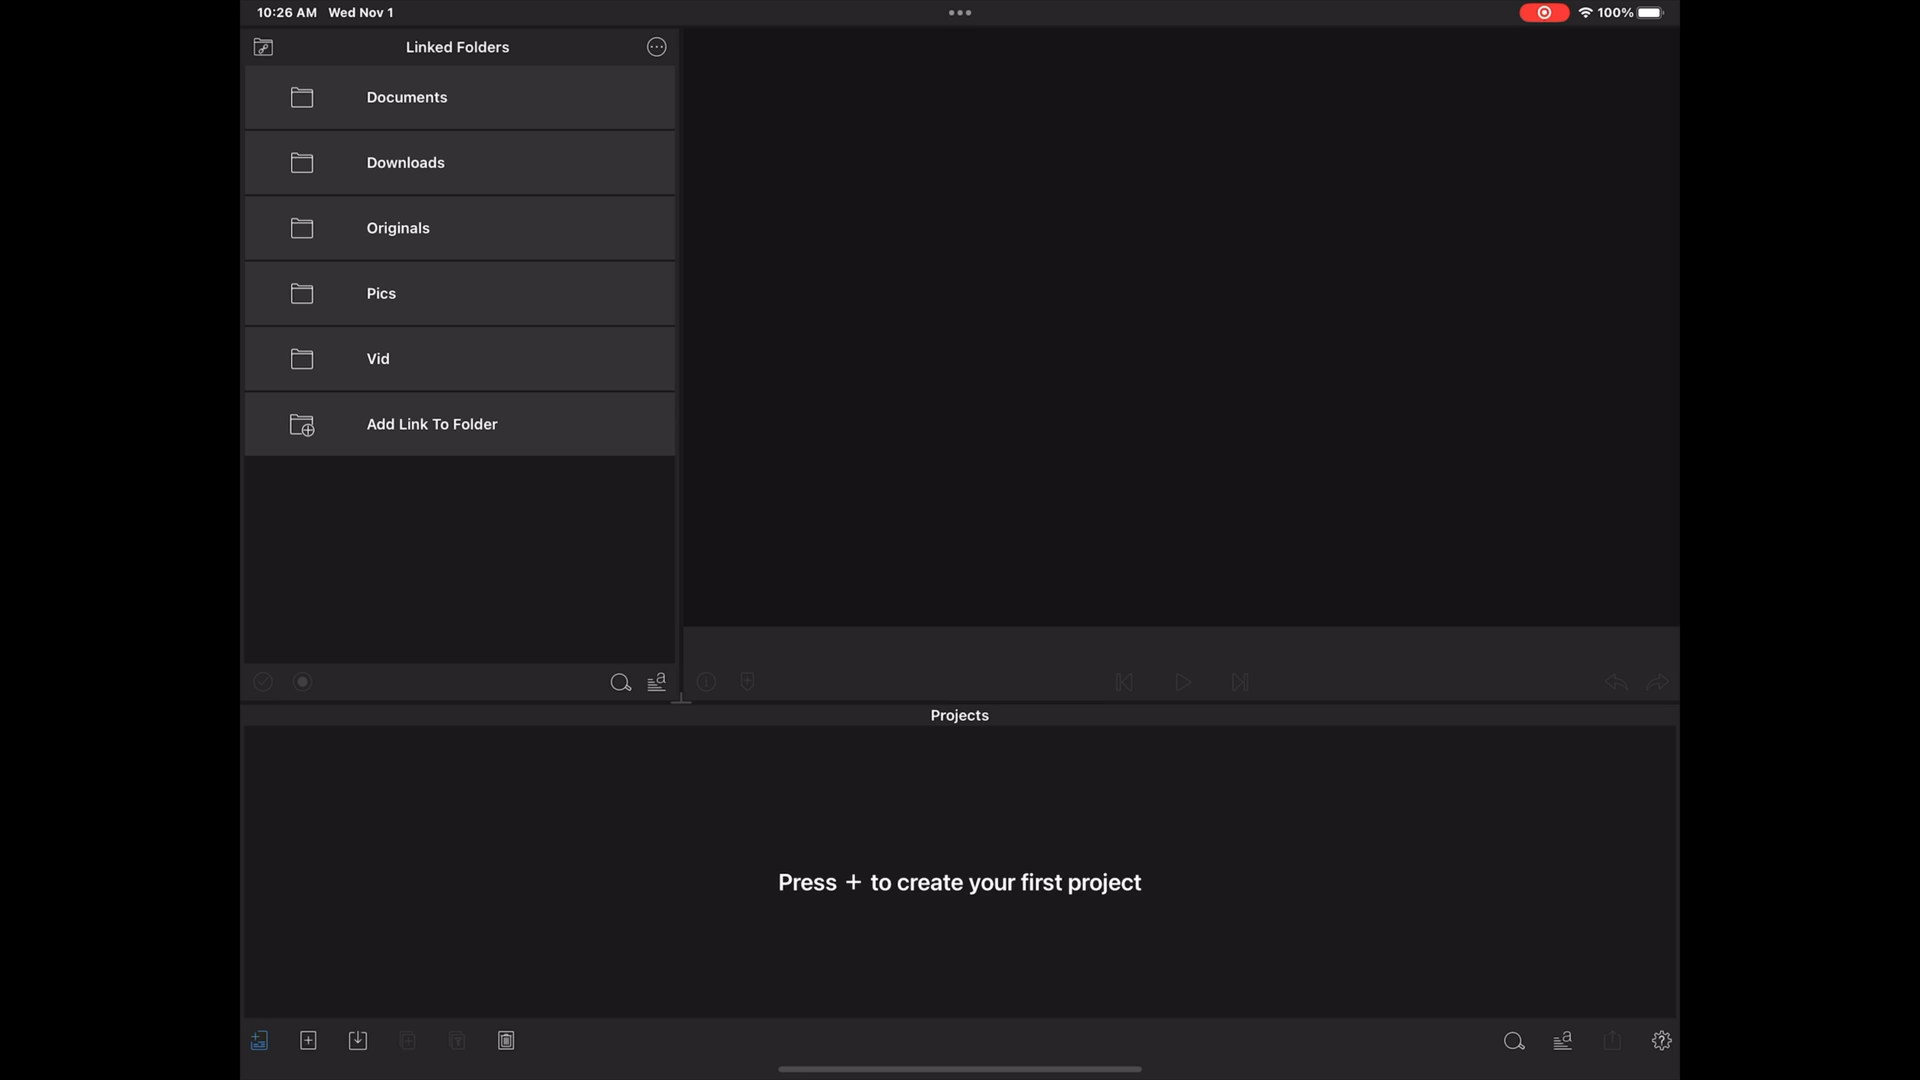 10:26 AM Wed Nov 1
100%
Linked Folders
Documents
Downloads
Originals
Pics
Vid
Add Link To Folder
Projects
Press + to create your first project